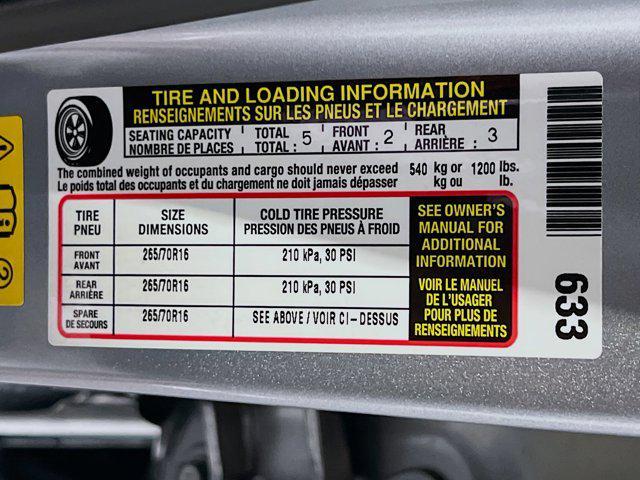 TIRE AND LOADING INFORMATION
RENSEIGNEMENTS SUR LES PNEUS ET LE CHARGEMENT
SEATING CAPACITY TOTAL FRONT REAR
NOMBRE DE PLACES TOTAL : 5 AVANT : 2 ARRIÈRE : 3
The combined weight of occupants and cargo should never exceed 540 kg or 1200 lbs.
Le poids total des occupants et du chargement ne doit jamais dépasser kg ou lb.
TIRE SIZE COLD TIRE PRESSURE
PNEU DIMENSIONS PRESSION DES PNEUS À FROID
FRONT
AVANT 265/70R16 210 kPa, 30 PSI
REAR
ARRIÈRE 265/70R16 210 kPa, 30 PSI
SPARE
DE SECOURS 265/70R16 SEE ABOVE / VOIR CI-DESSUS
SEE OWNER'S
MANUAL FOR
ADDITIONAL
INFORMATION
VOIR LE MANUEL
DE L'USAGER
POUR PLUS DE
RENSEIGNEMENTS
633
2